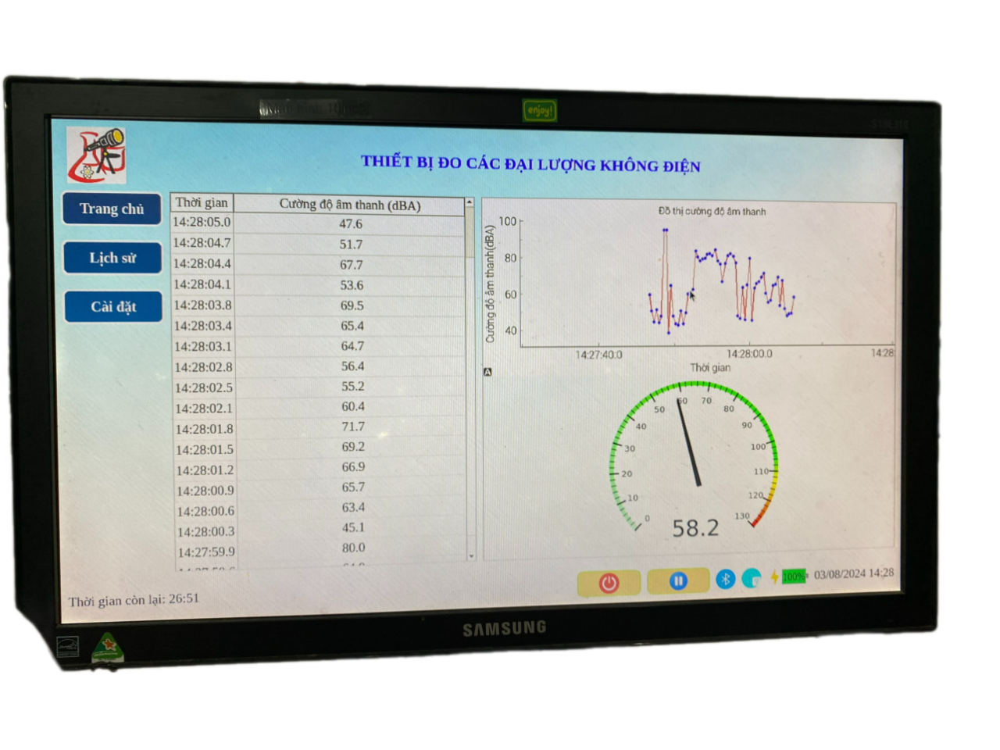 enjoy!
THIẾT BỊ ĐO CÁC ĐẠI LƯỢNG KHÔNG ĐIỆN
Trang chủ
Lịch sử
Cài đặt
Thời gian Cường độ âm thanh (dBA)
14:28:05.0 47.6
14:28:04.7 51.7
14:28:04.4 67.7
14:28:04.1 53.6
14:28:03.8 69.5
14:28:03.4 65.4
14:28:03.1 64.7
14:28:02.8 56.4
14:28:02.5 55.2
14:28:02.1 60.4
14:28:01.8 71.7
14:28:01.5 69.2
14:28:01.2 66.9
14:28:00.9 65.7
14:28:00.6 63.4
14:28:00.3 45.1
14:27:59.9 80.0
Đồ thị cường độ âm thanh
Cường độ âm thanh(dBA)
100
80
60
40
14:27:40.0 14:28:00.0 14:28:
Thời gian
A
0 10 20 30 40 50 60 70 80 90 100 110 120 130
58.2
Thời gian còn lại: 26:51
100% 03/08/2024 14:28
SAMSUNG